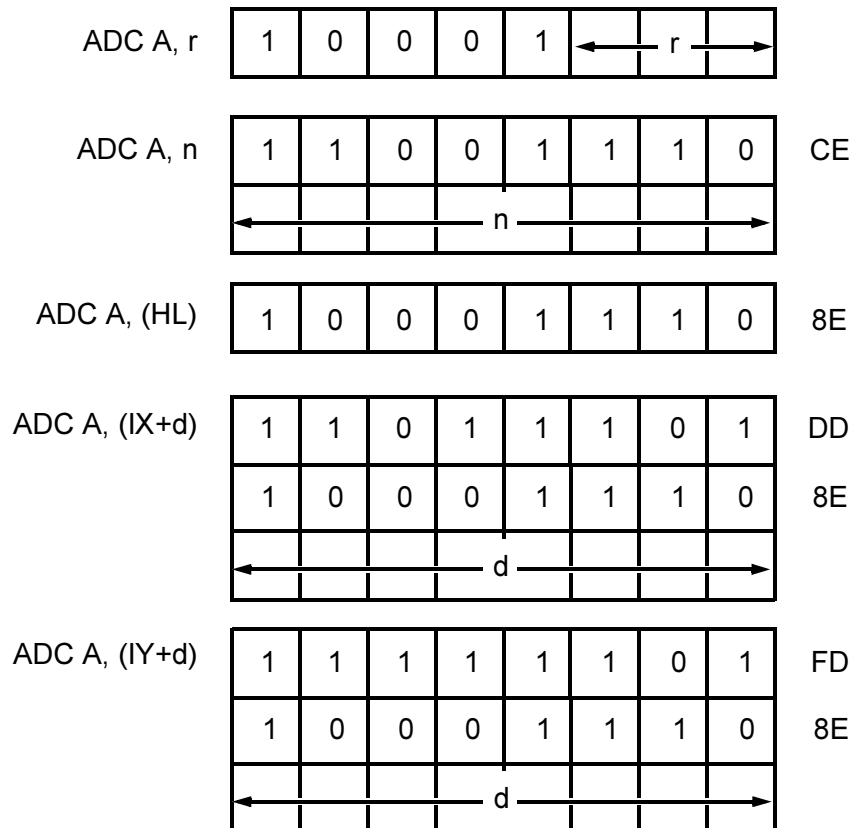 ADC A, r 1 0 0 0 1 r
ADC A, n 1 1 0 0 1 1 1 0 CE
n
ADC A, (HL) 1 0 0 0 1 1 1 0 8E
ADC A, (IX+d) 1 1 0 1 1 1 0 1 DD
1 0 0 0 1 1 1 0 8E
d
ADC A, (IY+d) 1 1 1 1 1 1 0 1 FD
1 0 0 0 1 1 1 0 8E
d